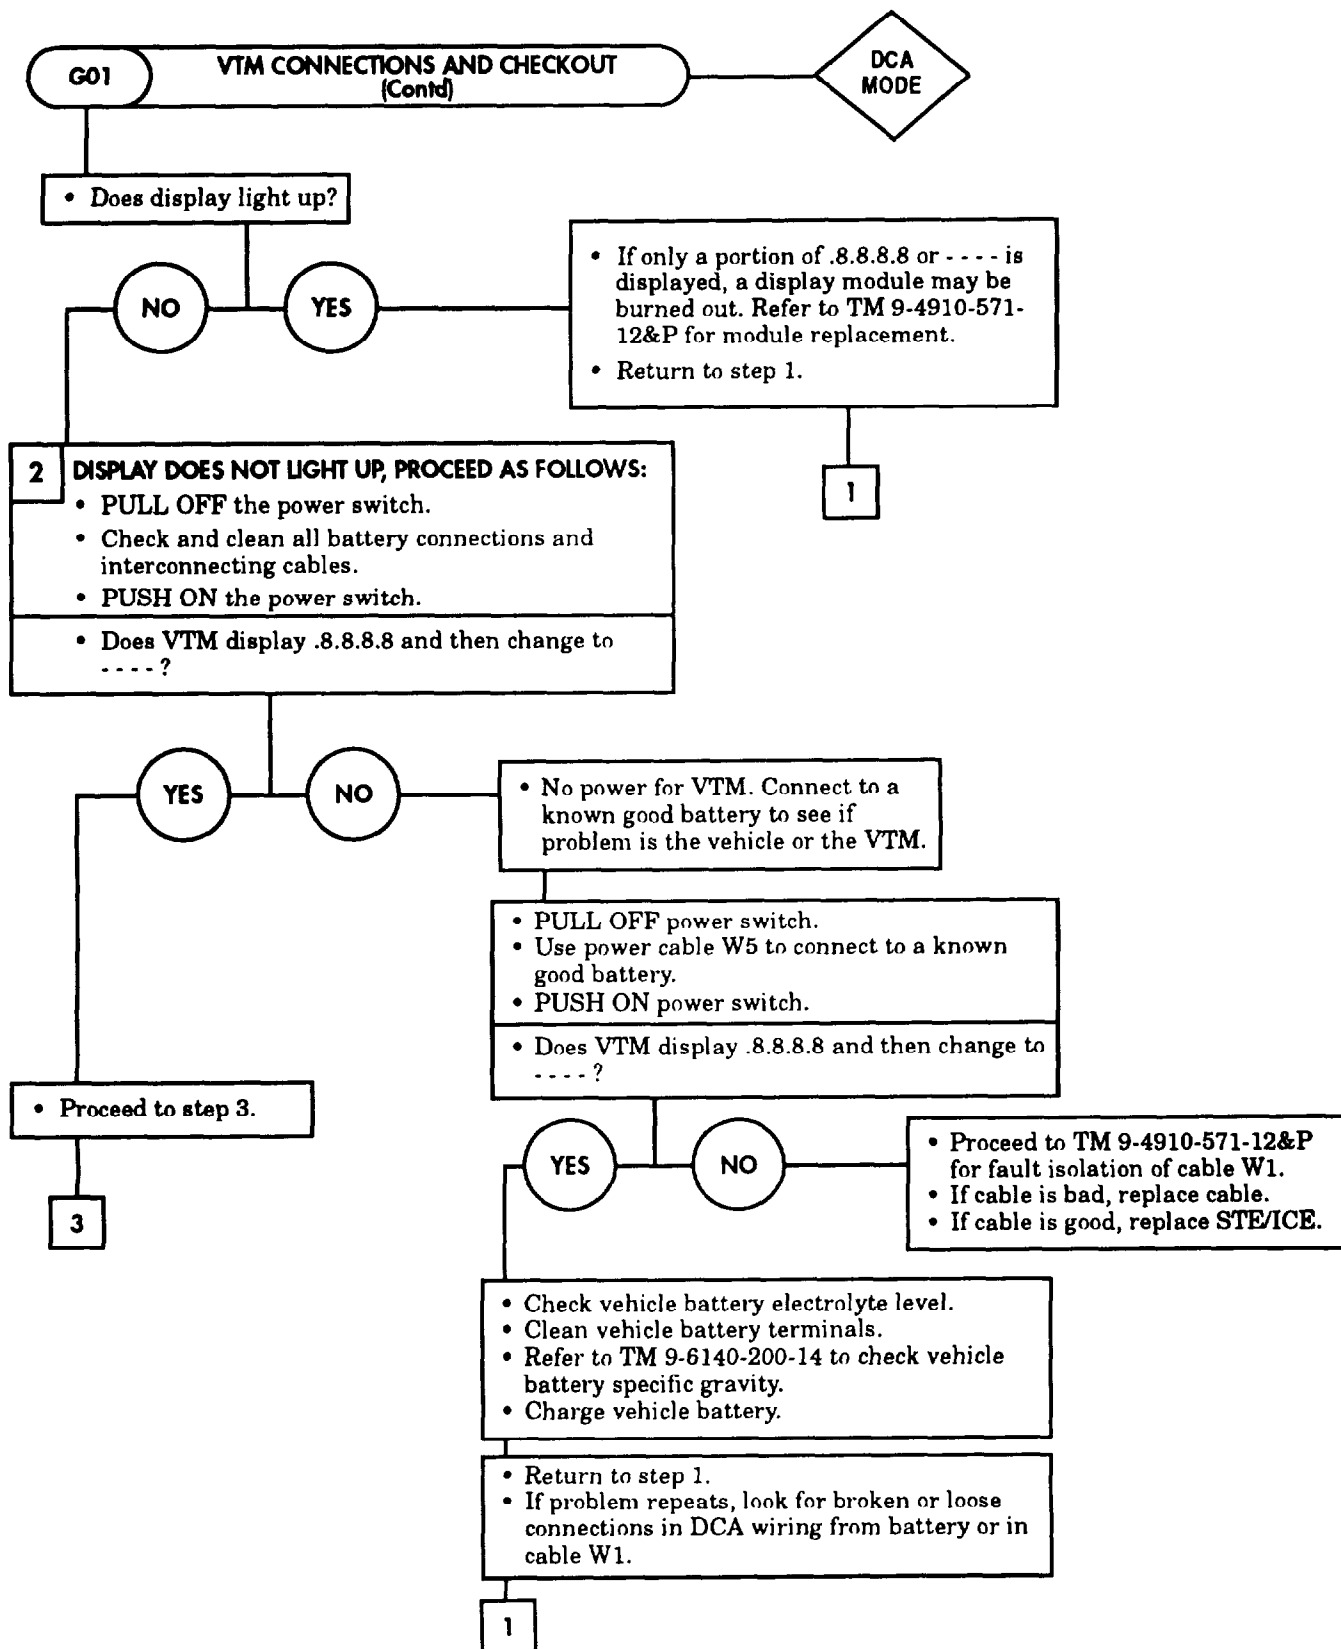 G01
VTM CONNECTIONS AND CHECKOUT
(Contd)
DCA
MODE
• Does display light up?
NO
YES
• If only a portion of .8.8.8.8 or - - - - is
displayed, a display module may be
burned out. Refer to TM 9-4910-571-
12&P for module replacement.
• Return to step 1.
1
2 DISPLAY DOES NOT LIGHT UP, PROCEED AS FOLLOWS:
• PULL OFF the power switch.
• Check and clean all battery connections and
interconnecting cables.
• PUSH ON the power switch.
• Does VTM display .8.8.8.8 and then change to
- - - - ?
YES
NO
• No power for VTM. Connect to a
known good battery to see if
problem is the vehicle or the VTM.
• PULL OFF power switch.
• Use power cable W5 to connect to a known
good battery.
• PUSH ON power switch.
• Does VTM display .8.8.8.8 and then change to
- - - - ?
• Proceed to step 3.
3
YES
NO
• Proceed to TM 9-4910-571-12&P
for fault isolation of cable W1.
• If cable is bad, replace cable.
• If cable is good, replace STE/ICE.
• Check vehicle battery electrolyte level.
• Clean vehicle battery terminals.
• Refer to TM 9-6140-200-14 to check vehicle
battery specific gravity.
• Charge vehicle battery.
• Return to step 1.
• If problem repeats, look for broken or loose
connections in DCA wiring from battery or in
cable W1.
1